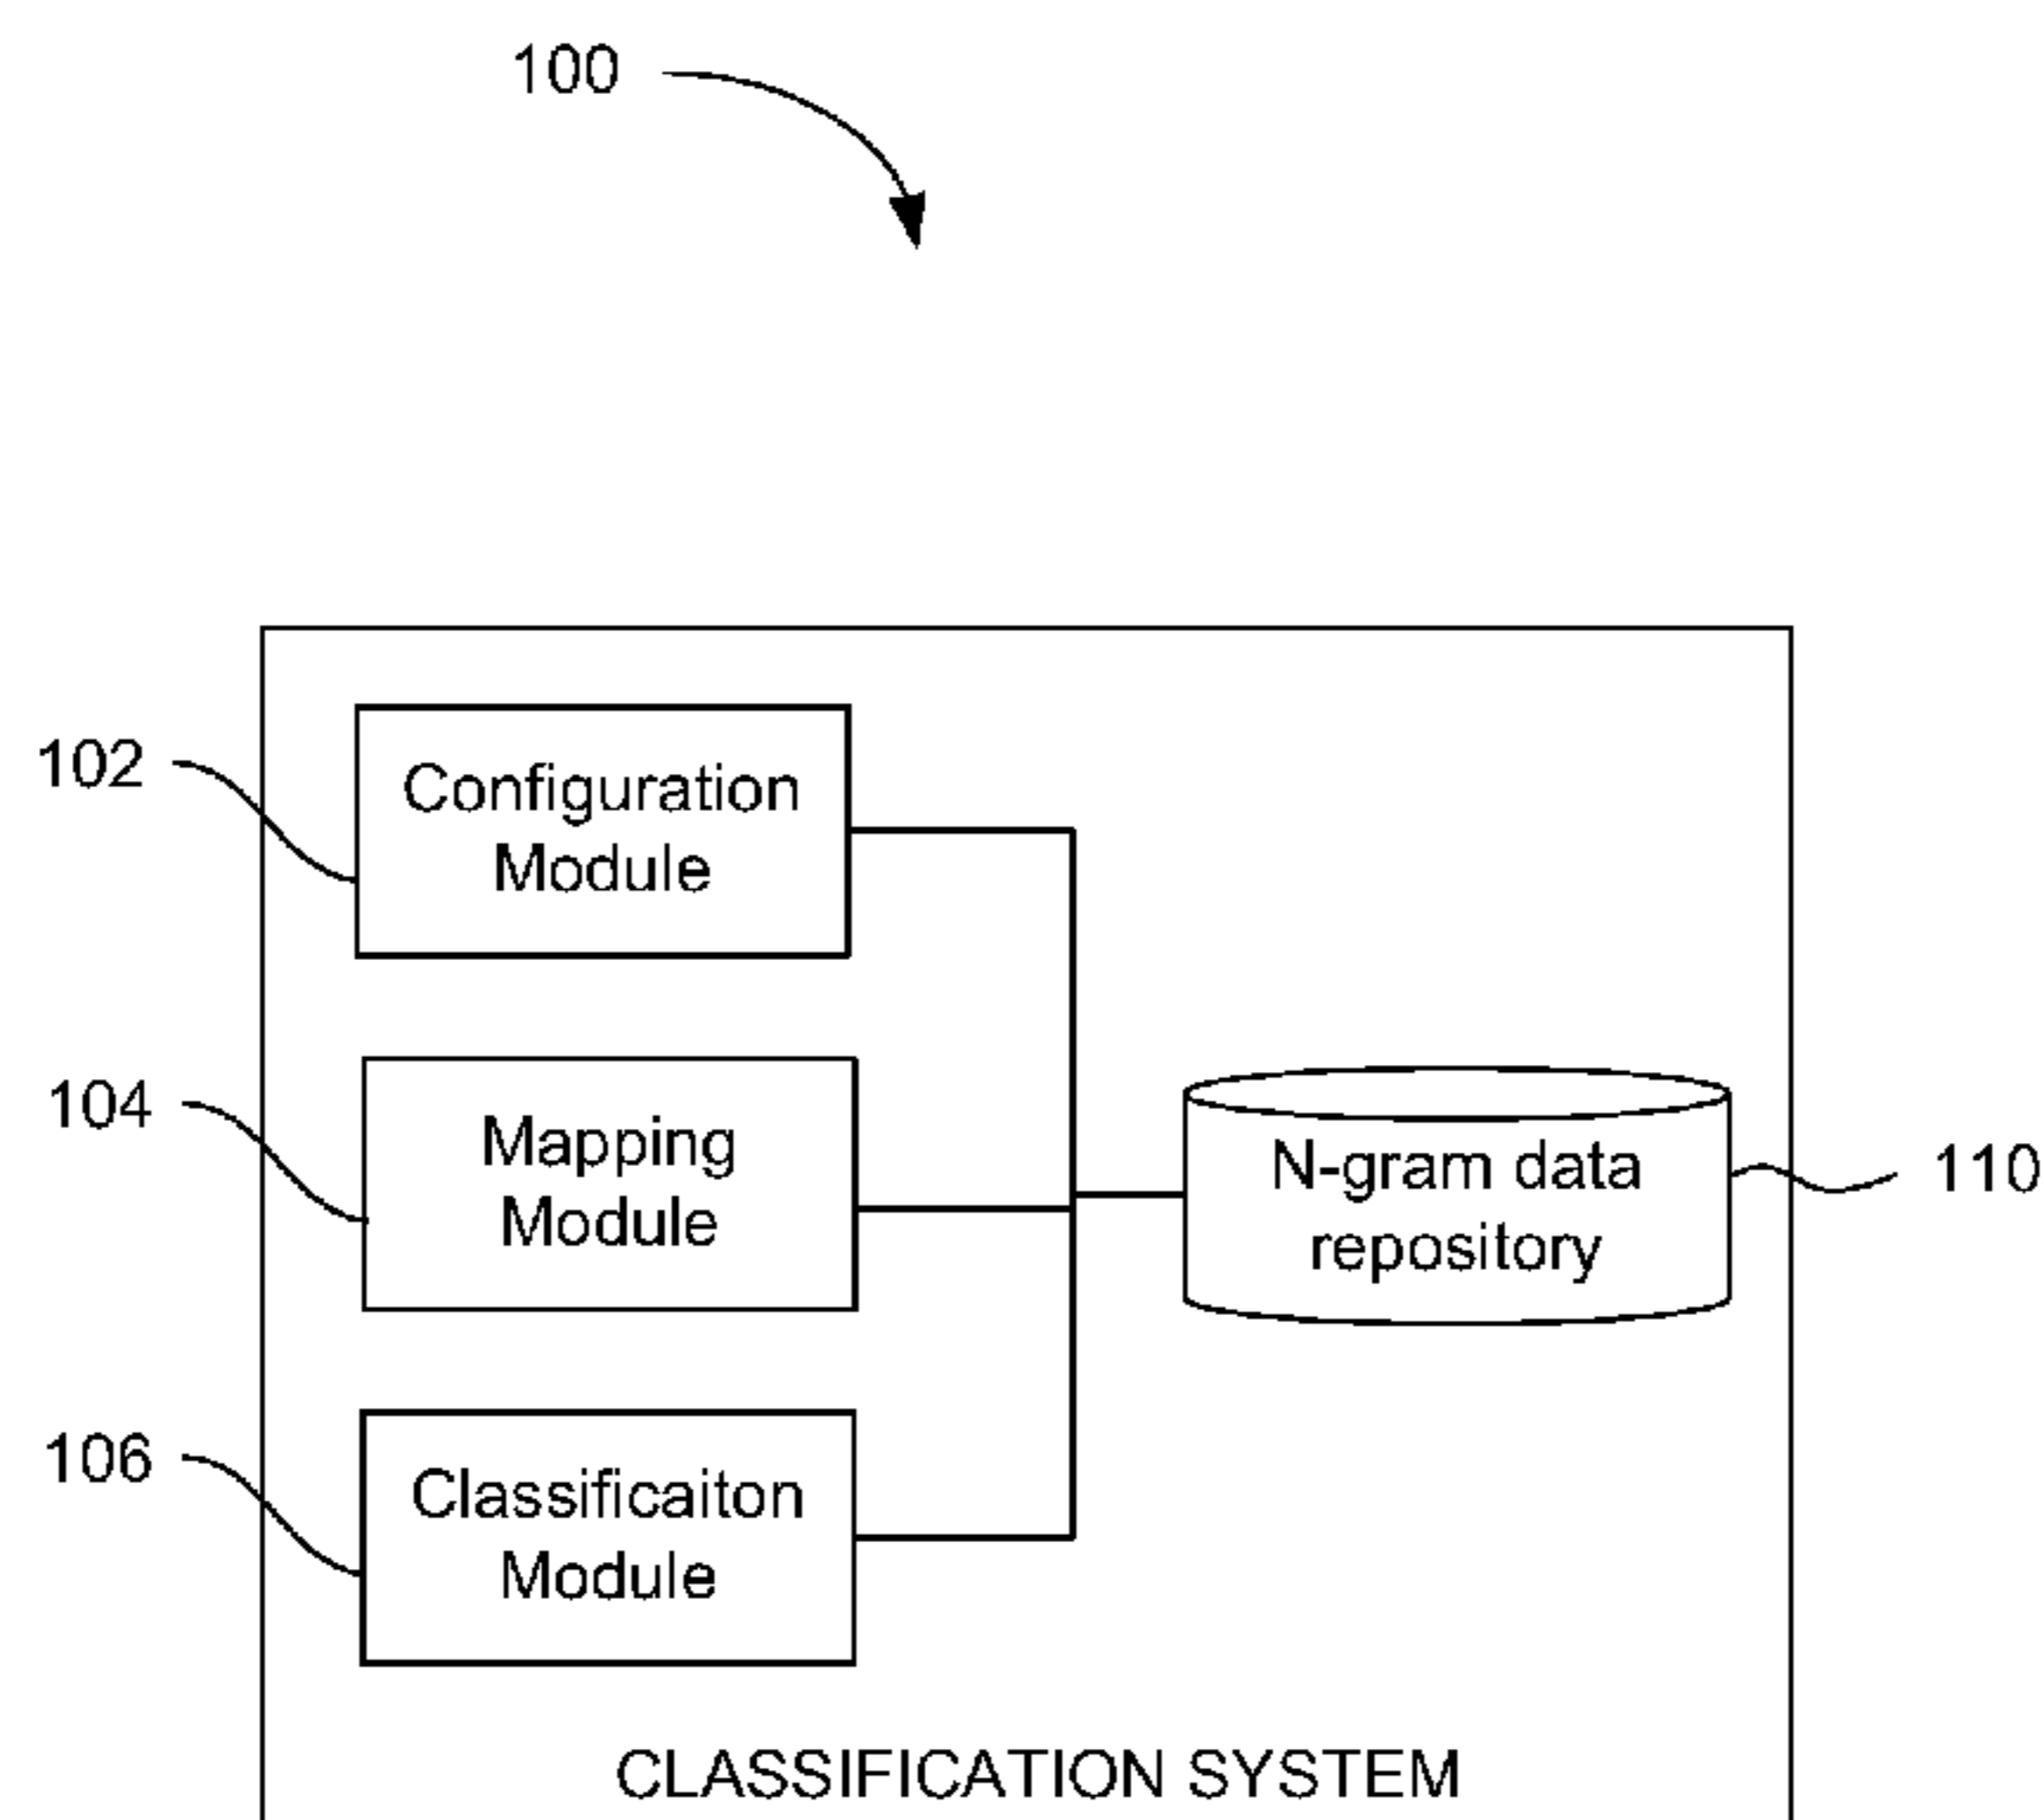 100
102
Configuration
Module
104
Mapping
Module
N-gram data
repository
110
106
Classificaiton
Module
CLASSIFICATION SYSTEM